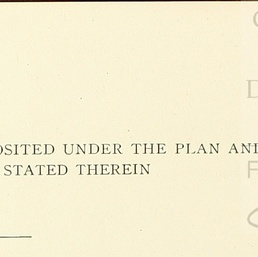 OSITED UNDER THE PLAN AND
STATED THEREIN